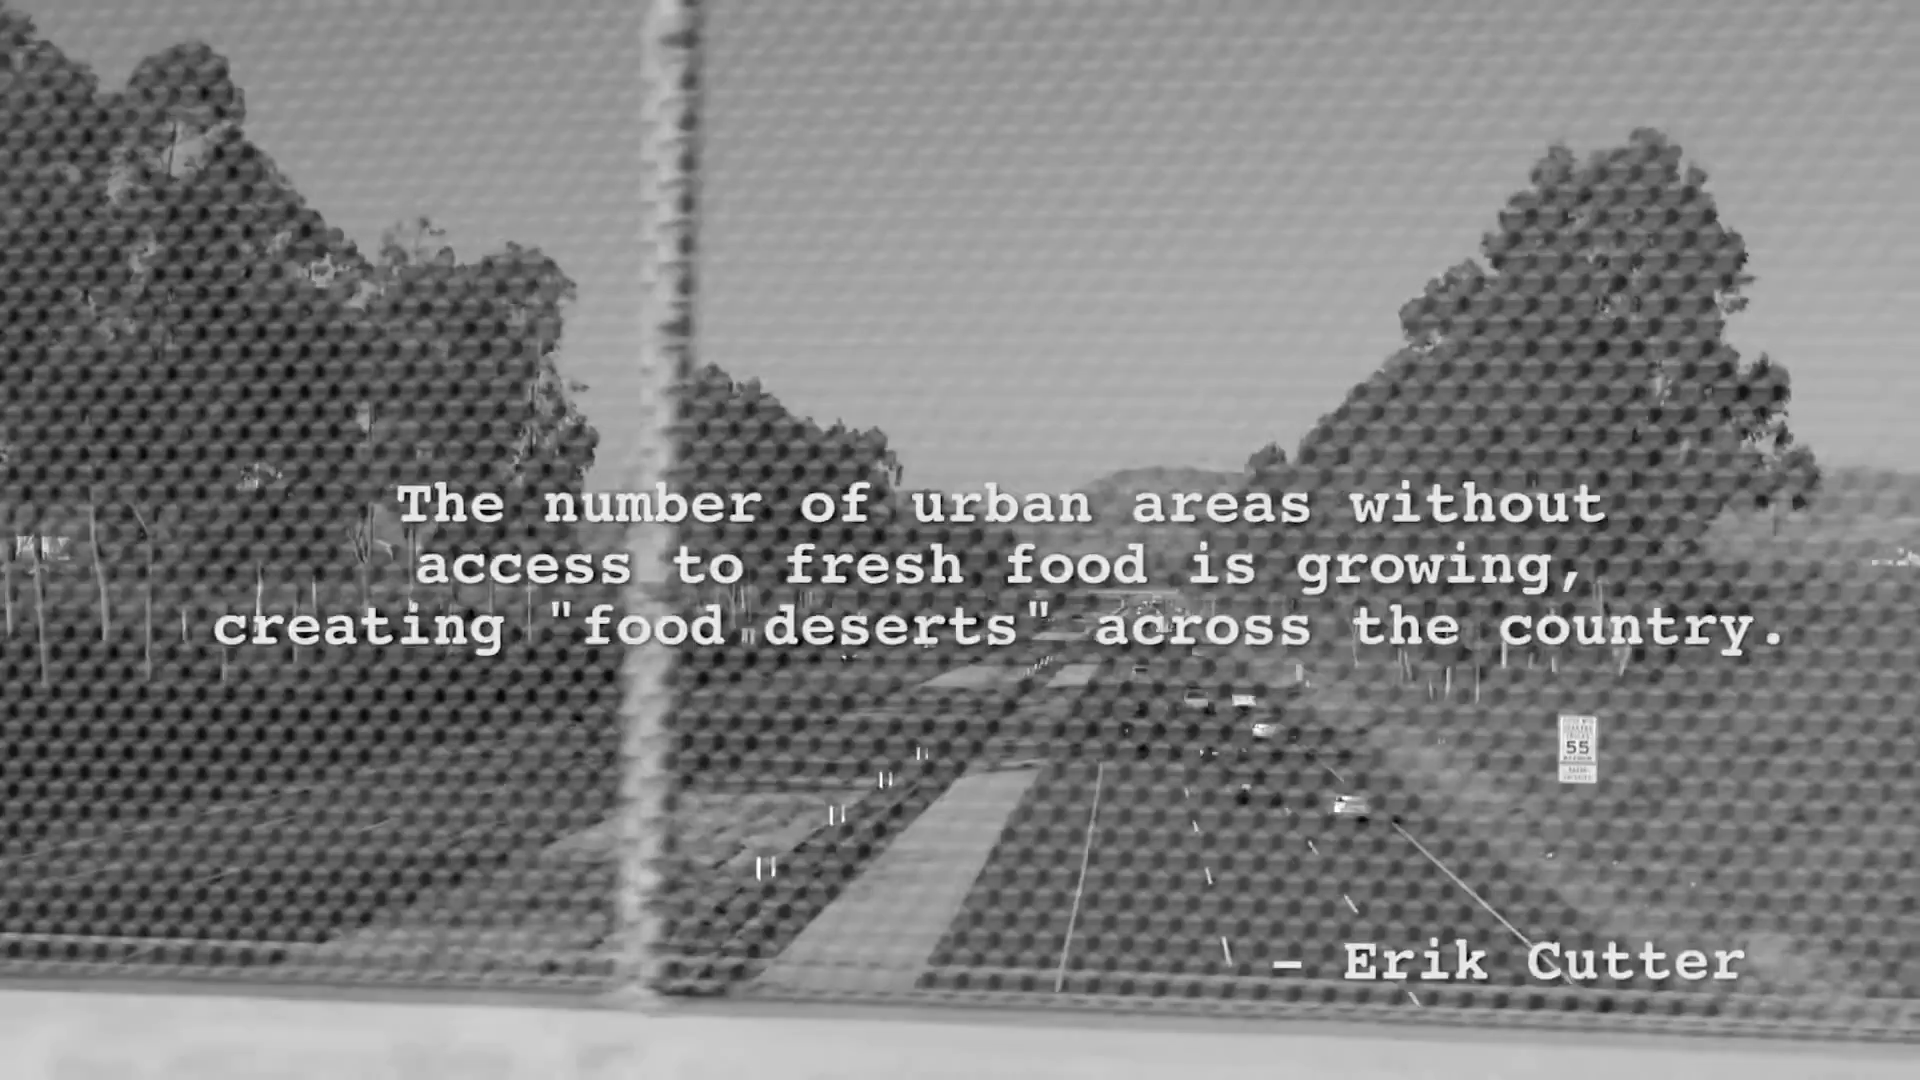 The number of urban areas without
access to fresh food is growing,
creating "food deserts" across the country.
- Erik Cutter
55